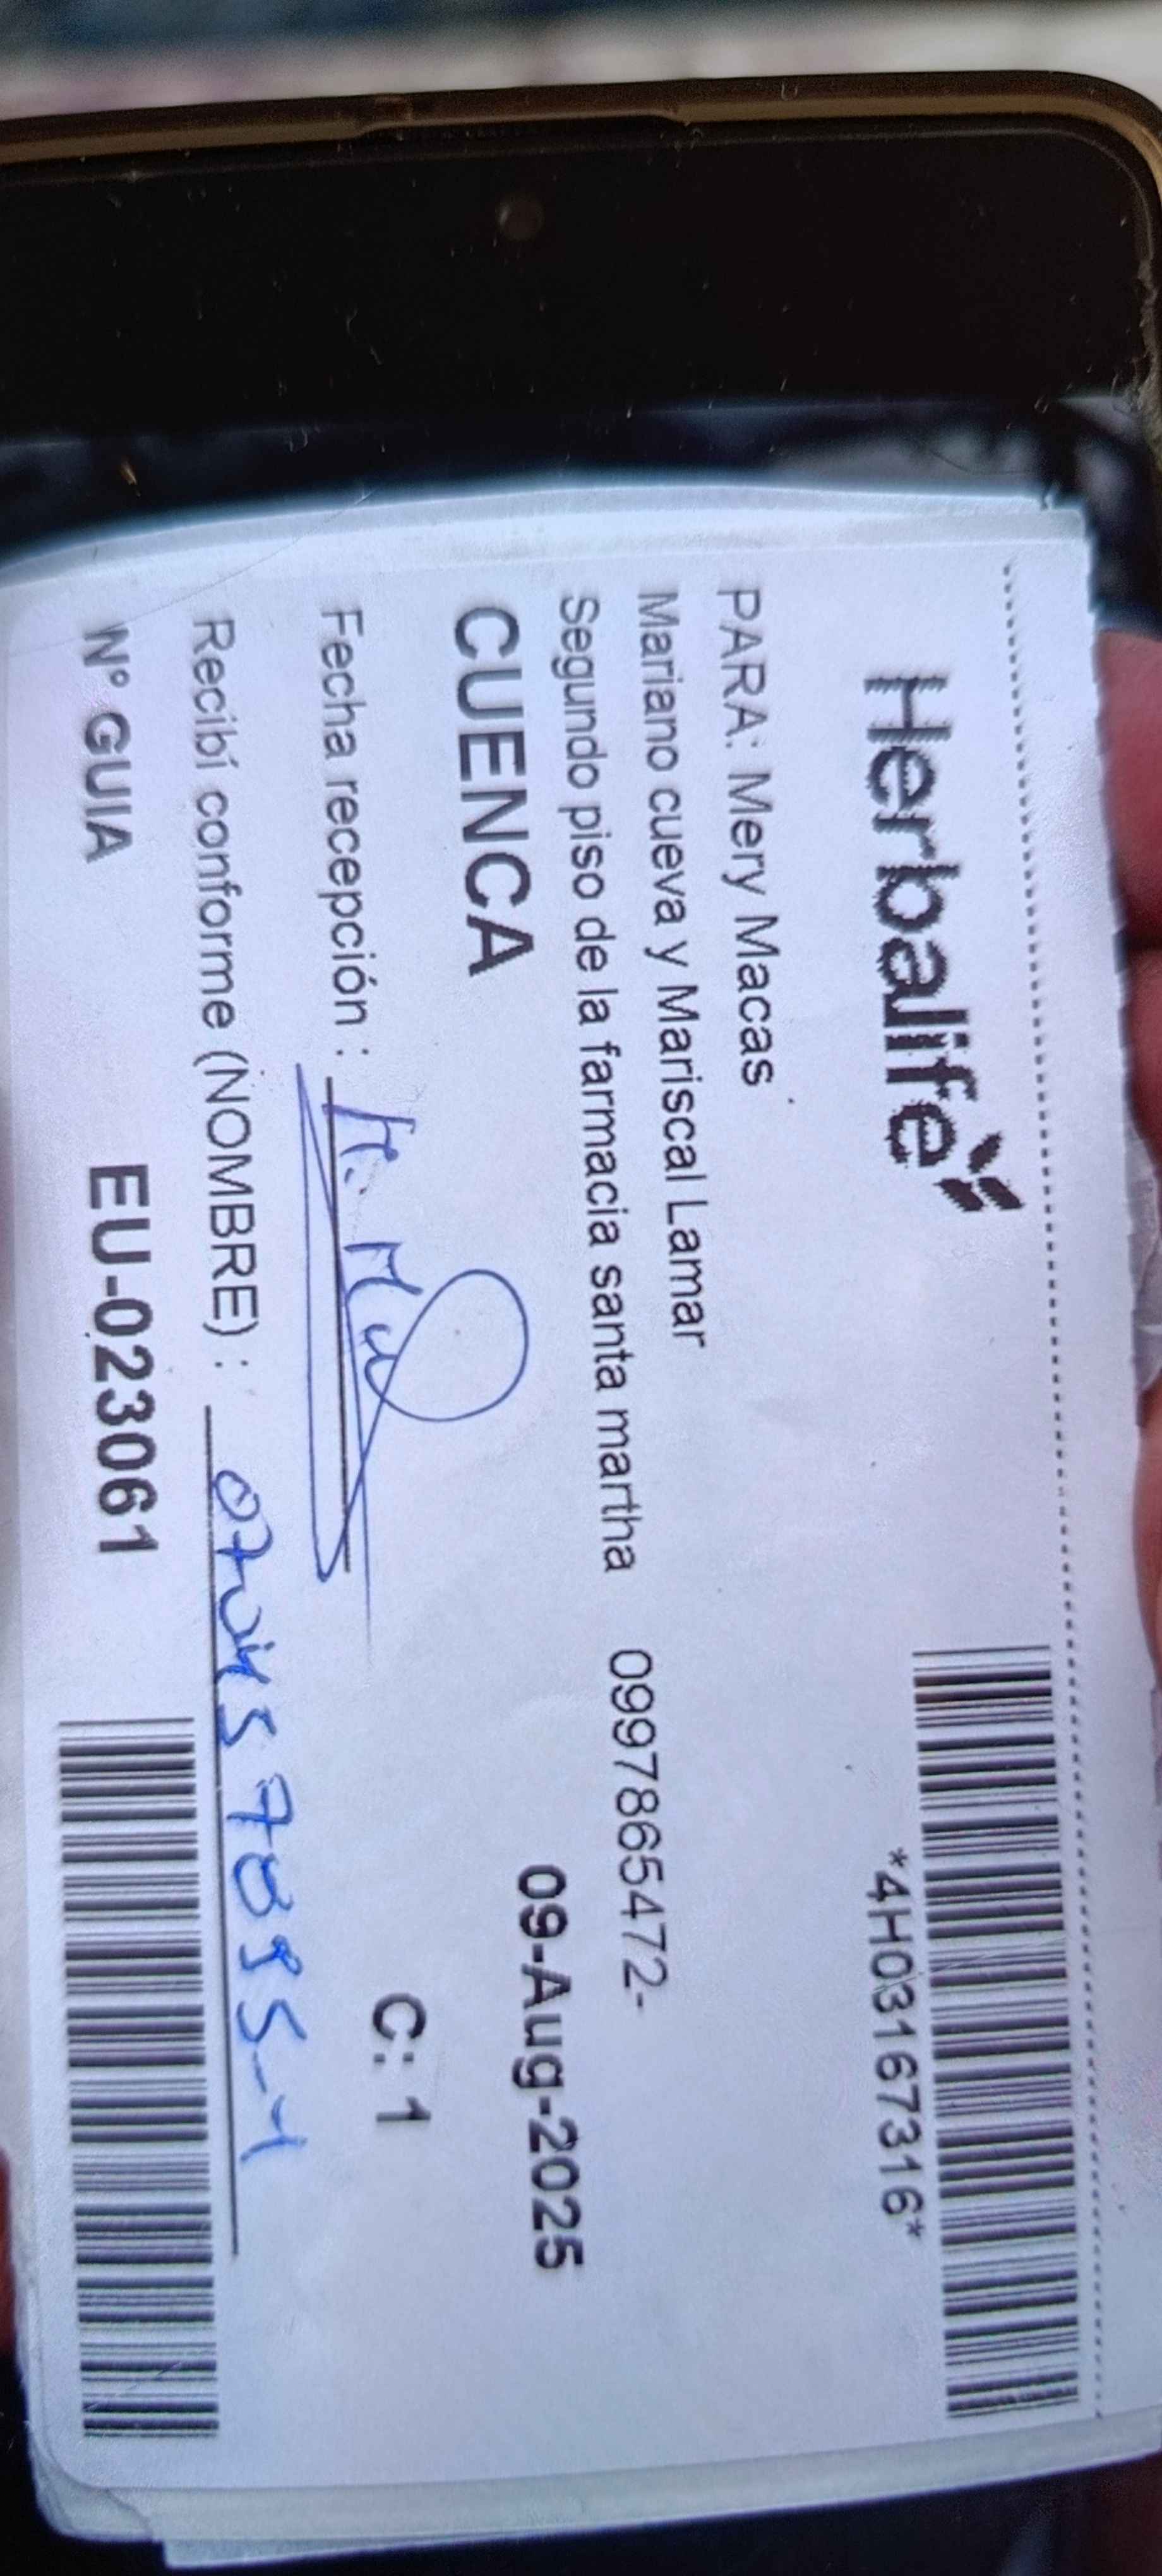 Herbalife
*4H03167316*
PARA: Mery Macas
Mariano cueva y Mariscal Lamar
Segundo piso de la farmacia santa martha 0997865472-
CUENCA 09-Aug-2025
Fecha recepción :
C: 1
Recibí conforme (NOMBRE) :
Nº GUIA EU-023061